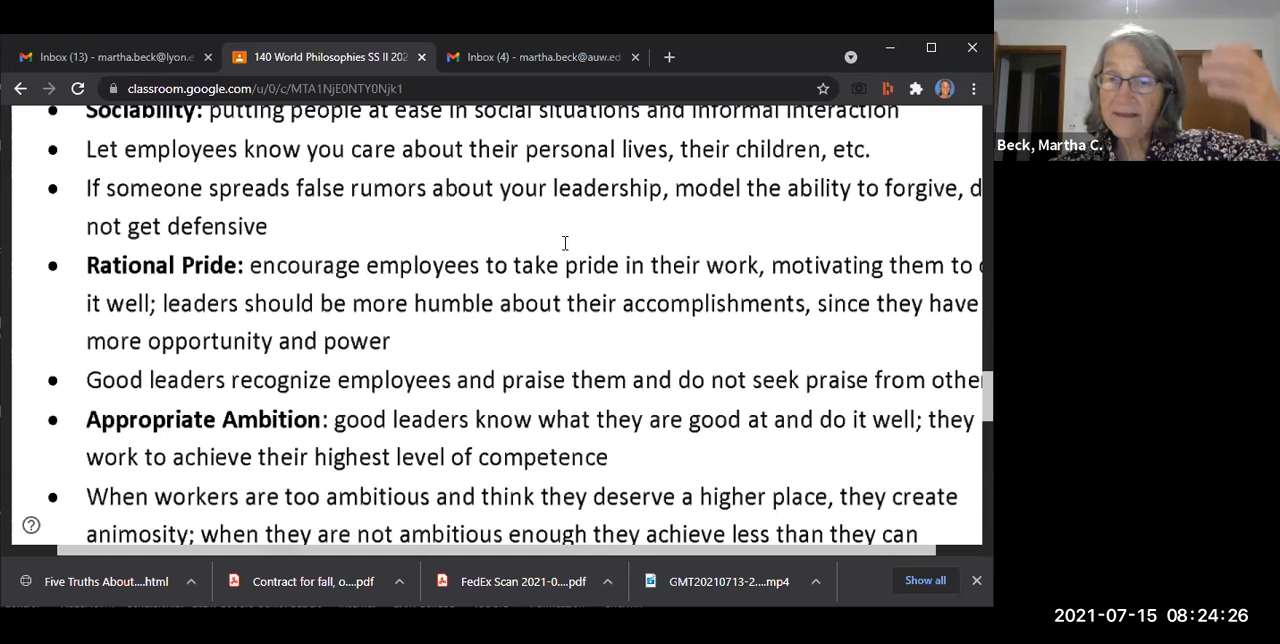 Inbox (13) - martha.beck@lyon.e
140 World Philosophies SS II 202
Inbox (4) - martha.beck@auw.ed
classroom.google.com/u/0/c/MTA1NjE0NTY0Njk1
Sociability: putting people at ease in social situations and informal interaction
Let employees know you care about their personal lives, their children, etc.
If someone spreads false rumors about your leadership, model the ability to forgive, d
not get defensive
Rational Pride: encourage employees to take pride in their work, motivating them to
it well; leaders should be more humble about their accomplishments, since they have
more opportunity and power
Good leaders recognize employees and praise them and do not seek praise from other
Appropriate Ambition: good leaders know what they are good at and do it well; they
work to achieve their highest level of competence
When workers are too ambitious and think they deserve a higher place, they create
animosity; when they are not ambitious enough they achieve less than they can
Five Truths About....html
Contract for fall, o....pdf
FedEx Scan 2021-0....pdf
GMT20210713-2....mp4
Show all
Beck, Martha C.
2021-07-15 08:24:26